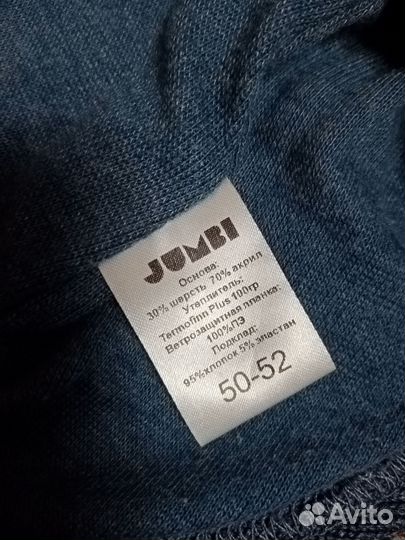 JUMBI
Основа:
30% шерсть 70% акрил
Утеплитель:
Termofinn Plus 100гр
Ветрозащитная планка:
100%ПЭ
Подклад:
95%хлопок 5% эластан
50-52
Avito